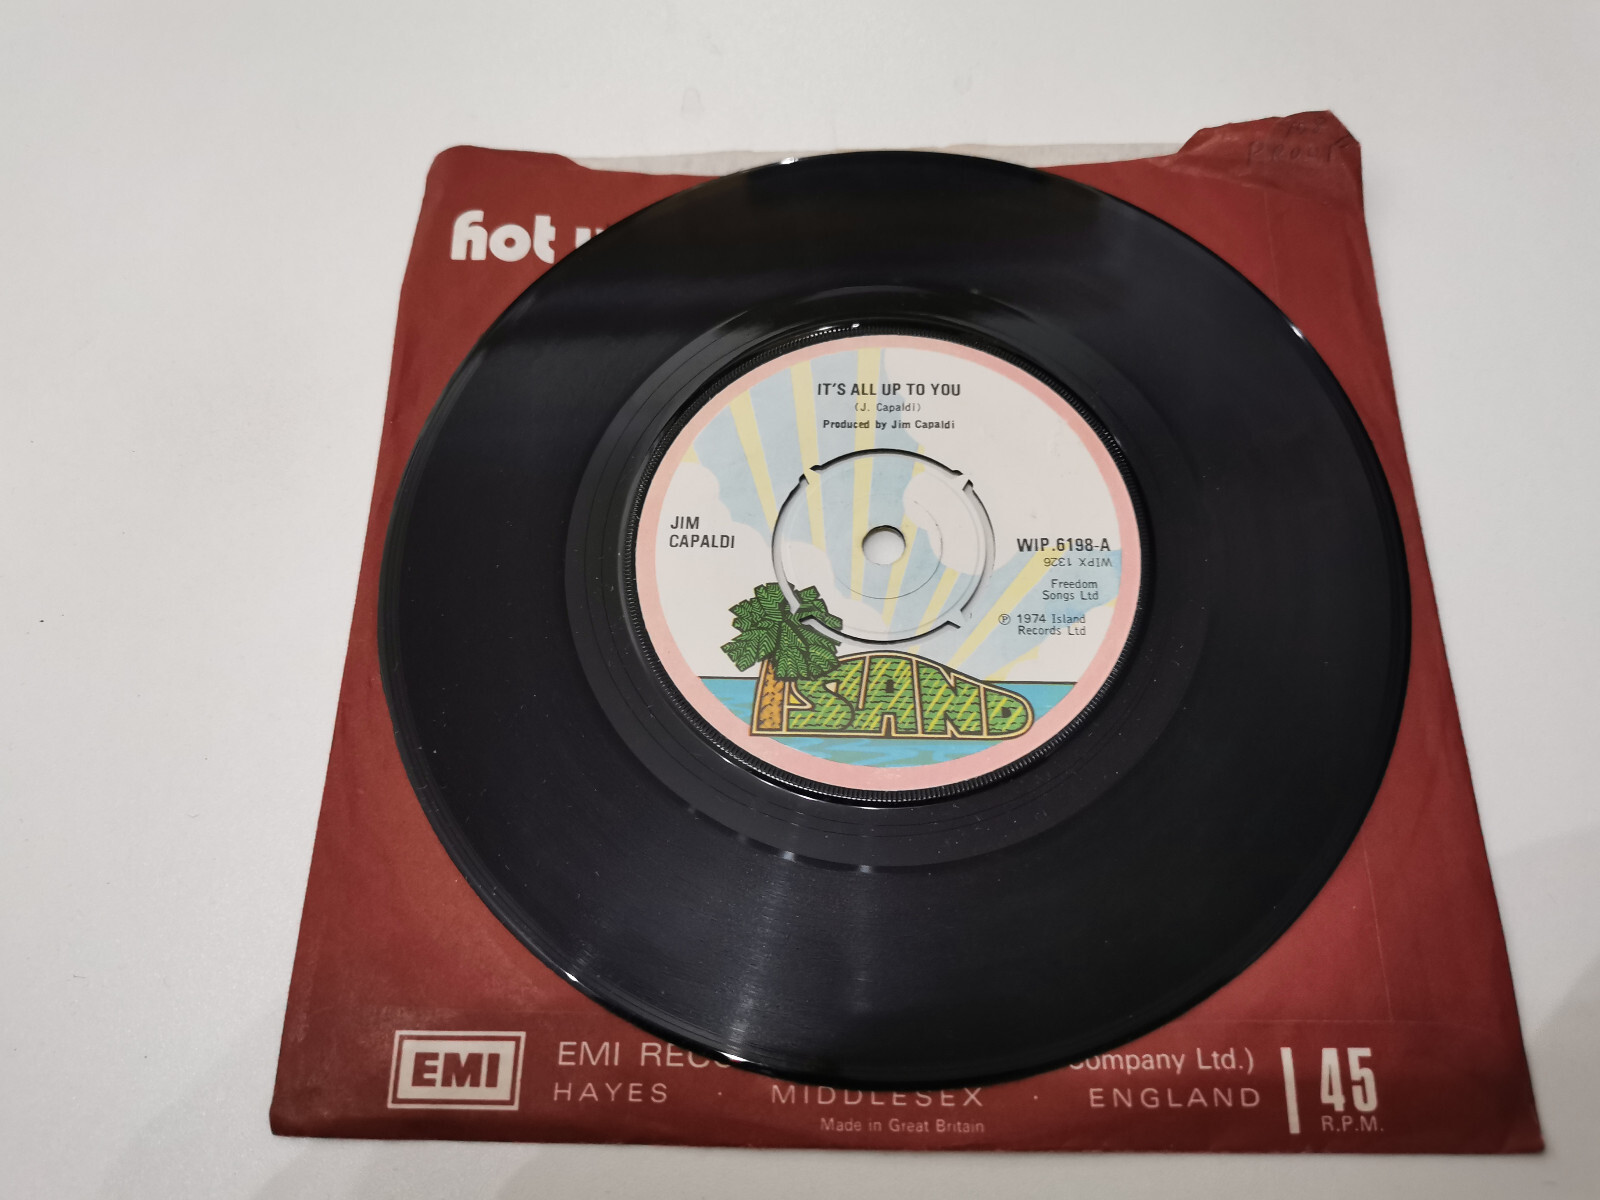 hot
IT'S ALL UP TO YOU
(J. Capaldi)
Produced by Jim Capaldi
JIM
CAPALDI
WIP.6198-A
WIPX 1326
Freedom
Songs Ltd
℗ 1974 Island
Records Ltd
ISLAND
EMI
EMI
Company Ltd.)
HAYES · MIDDLESEX · ENGLAND
Made in Great Britain
45
R.P.M.